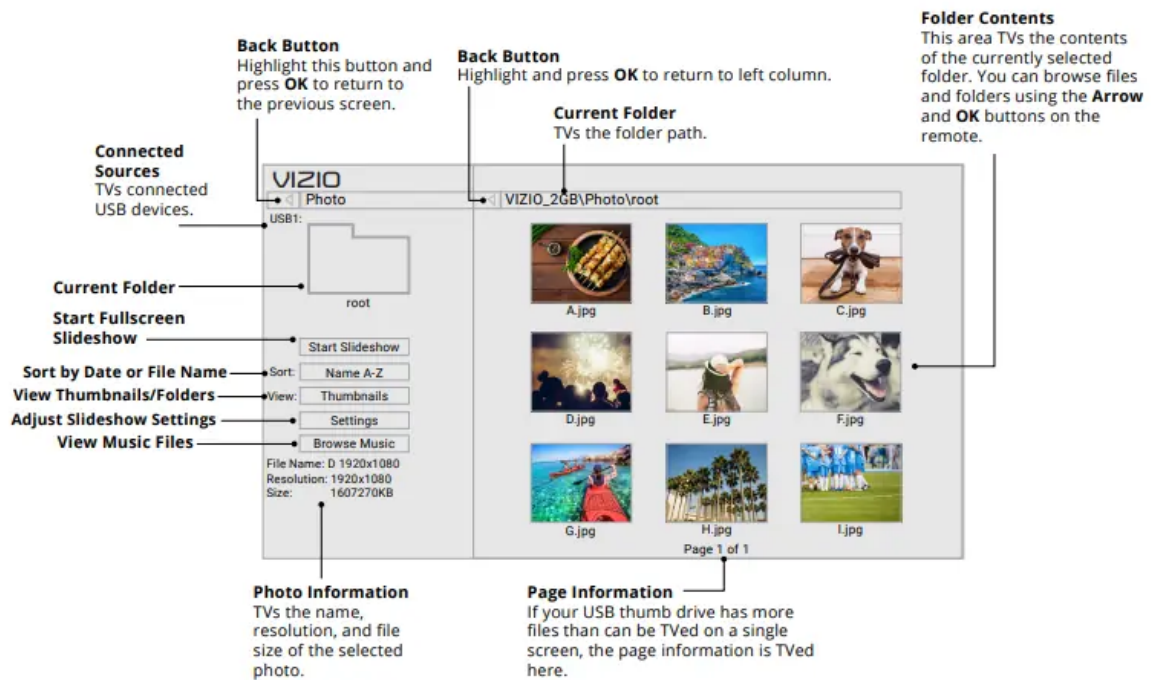 Folder Contents
This area TVs the contents
of the currently selected
folder. You can browse files
and folders using the Arrow
and OK buttons on the
remote.
Back Button
Highlight this button and
press OK to return to
the previous screen.
Back Button
Highlight and press OK to return to left column.
Current Folder
TVs the folder path.
Connected
Sources
TVs connected
USB devices.
Current Folder
Start Fullscreen
Slideshow
Sort by Date or File Name
View Thumbnails/Folders
Adjust Slideshow Settings
View Music Files
VIZIO
Photo
USB1:
root
Start Slideshow
Sort: Name A-Z
View: Thumbnails
Settings
Browse Music
File Name: D 1920x1080
Resolution: 1920x1080
Size: 1607270KB
VIZIO_2GB\Photo\root
A.jpg B.jpg C.jpg
D.jpg E.jpg F.jpg
G.jpg H.jpg I.jpg
Page 1 of 1
Photo Information
TVs the name,
resolution, and file
size of the selected
photo.
Page Information
If your USB thumb drive has more
files than can be TVed on a single
screen, the page information is TVed
here.